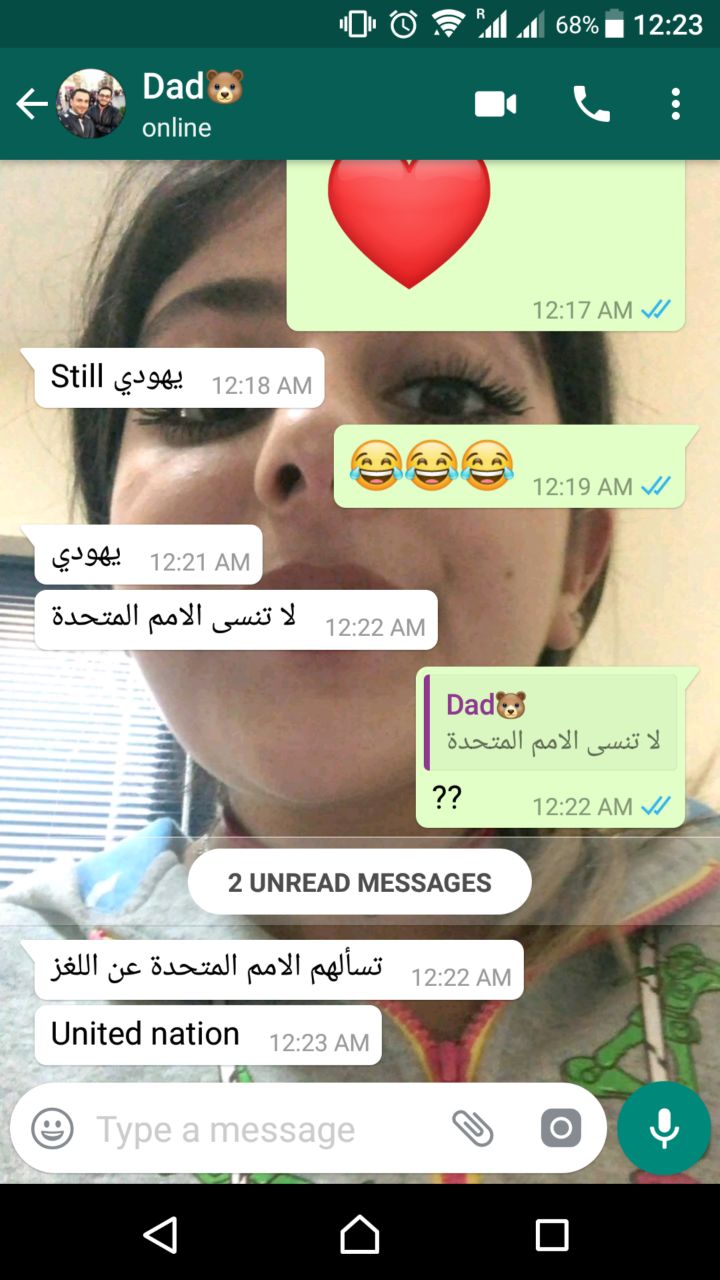 R 68% 12:23
Dad🐻
online
12:17 AM
Still يهودي 12:18 AM
😂😂😂 12:19 AM
يهودي 12:21 AM
لا تنسى الامم المتحدة 12:22 AM
Dad🐻
لا تنسى الامم المتحدة
?? 12:22 AM
2 UNREAD MESSAGES
تسألهم الامم المتحدة عن اللغز 12:22 AM
United nation 12:23 AM
Type a message